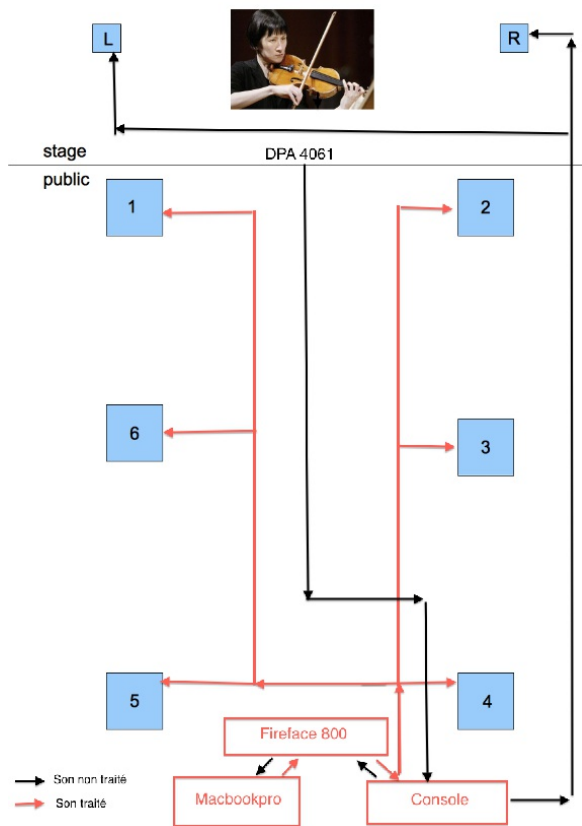 L
R
stage
DPA 4061
public
1
2
6
3
5
4
Fireface 800
Son non traité
Macbookpro
Console
Son traité